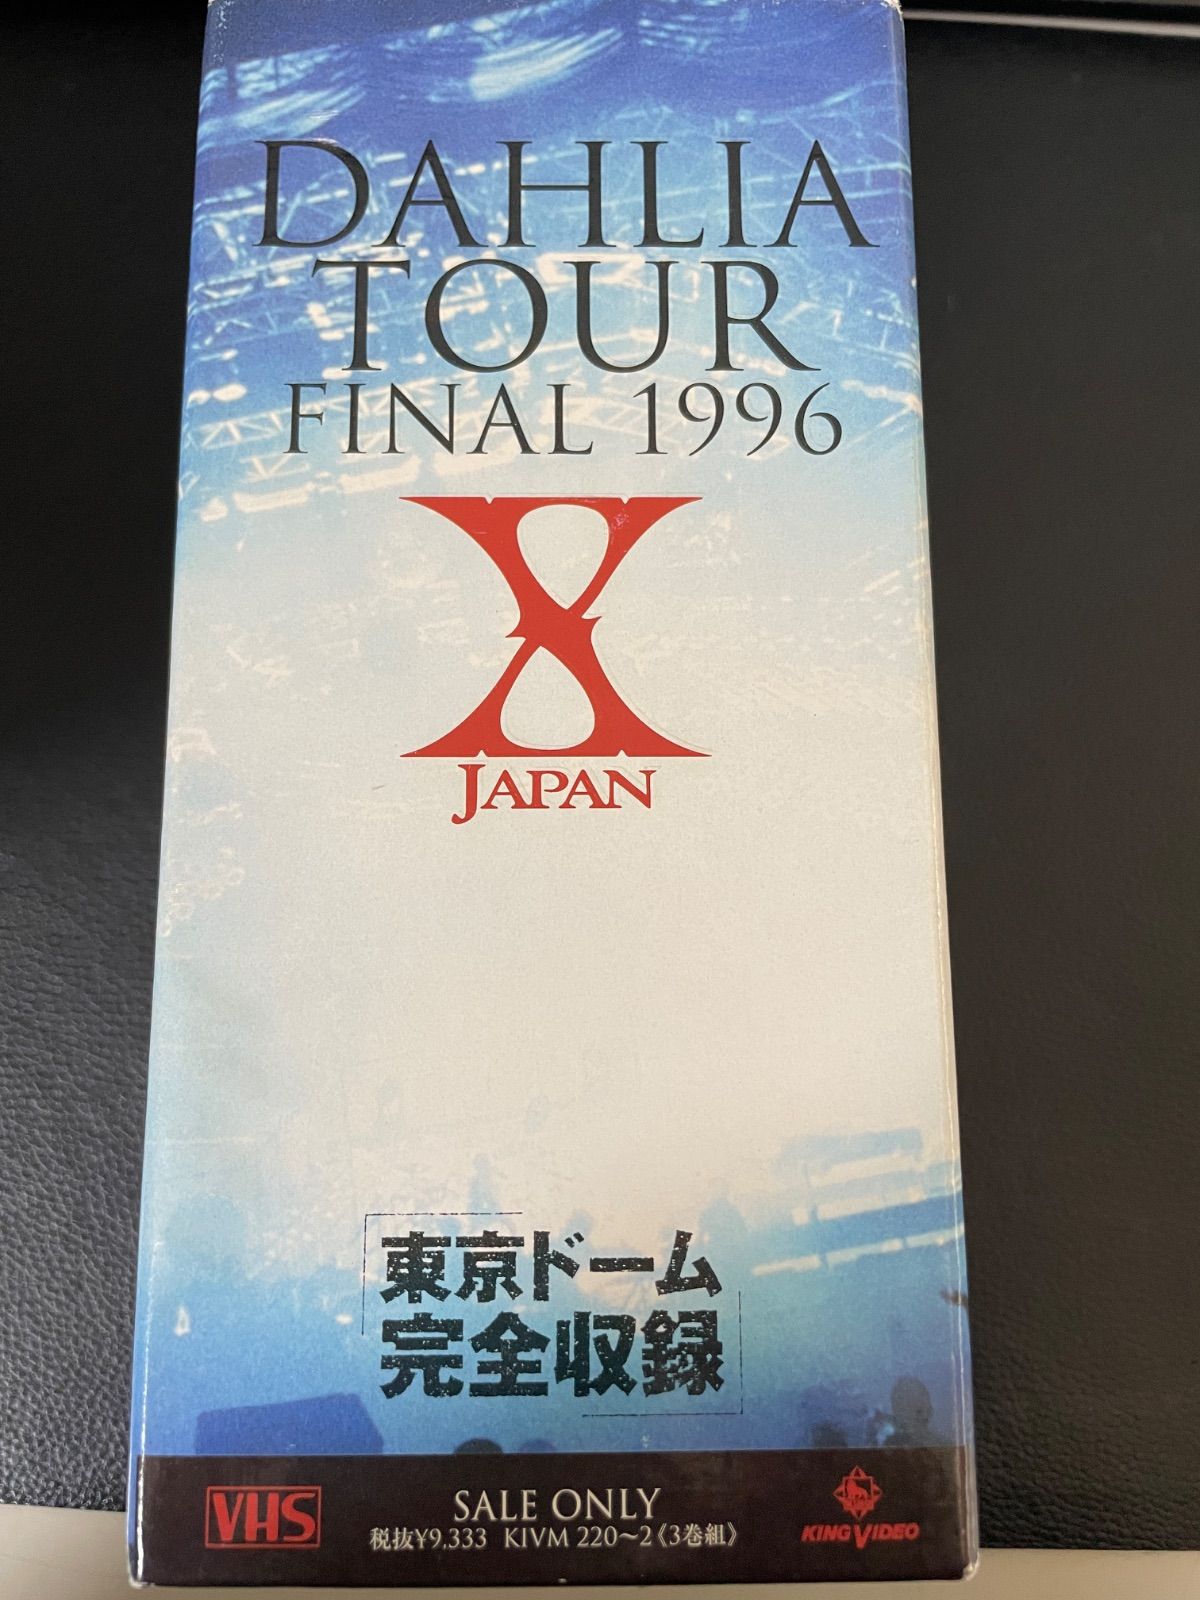 DAHLIA
TOUR
FINAL 1996
X
JAPAN
東京ドーム
完全収録
VHS
SALE ONLY
税抜¥9.333 KIVM 220〜2《3巻組》
KING VIDEO